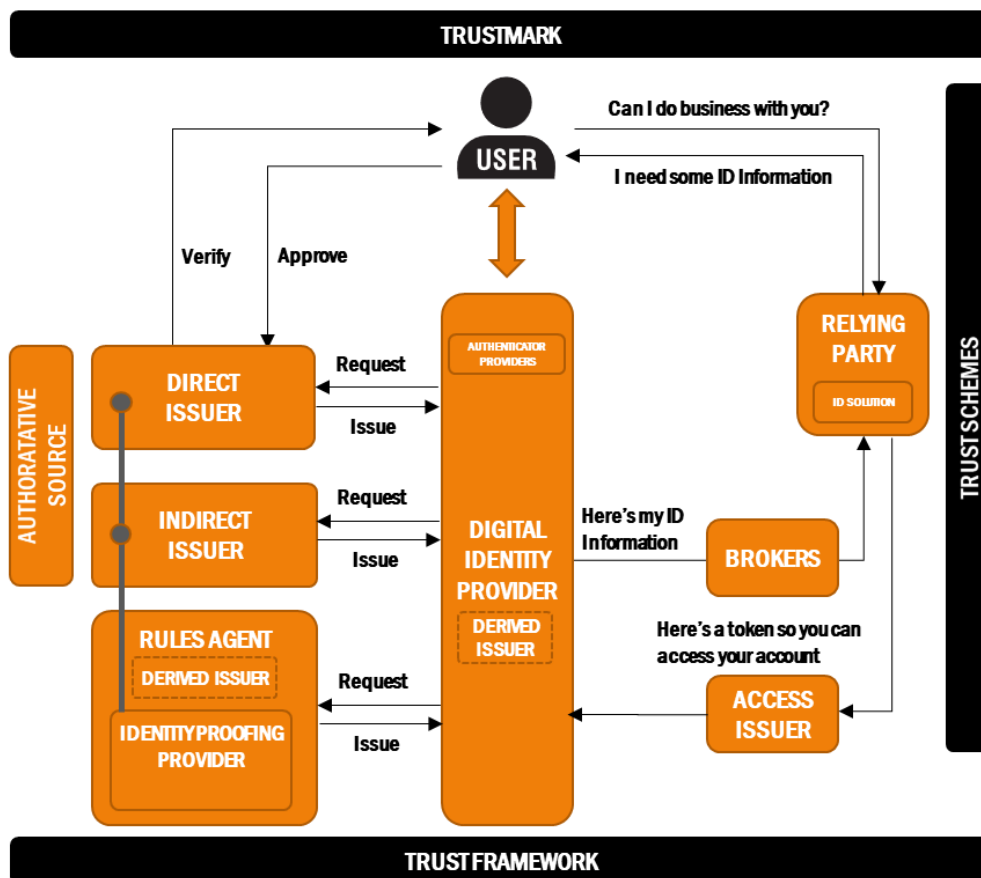 TRUSTMARK
USER
Can I do business with you?
I need some ID Information
Verify
Approve
AUTHORATATIVE
SOURCE
DIRECT
ISSUER
Request
Issue
INDIRECT
ISSUER
Request
Issue
RULES AGENT
DERIVED ISSUER
IDENTITY PROOFING
PROVIDER
Request
Issue
AUTHENTICATOR
PROVIDERS
DIGITAL
IDENTITY
PROVIDER
DERIVED
ISSUER
Here's my ID
Information
BROKERS
RELYING
PARTY
ID SOLUTION
Here's a token so you can
access your account
ACCESS
ISSUER
TRUST SCHEMES
TRUST FRAMEWORK